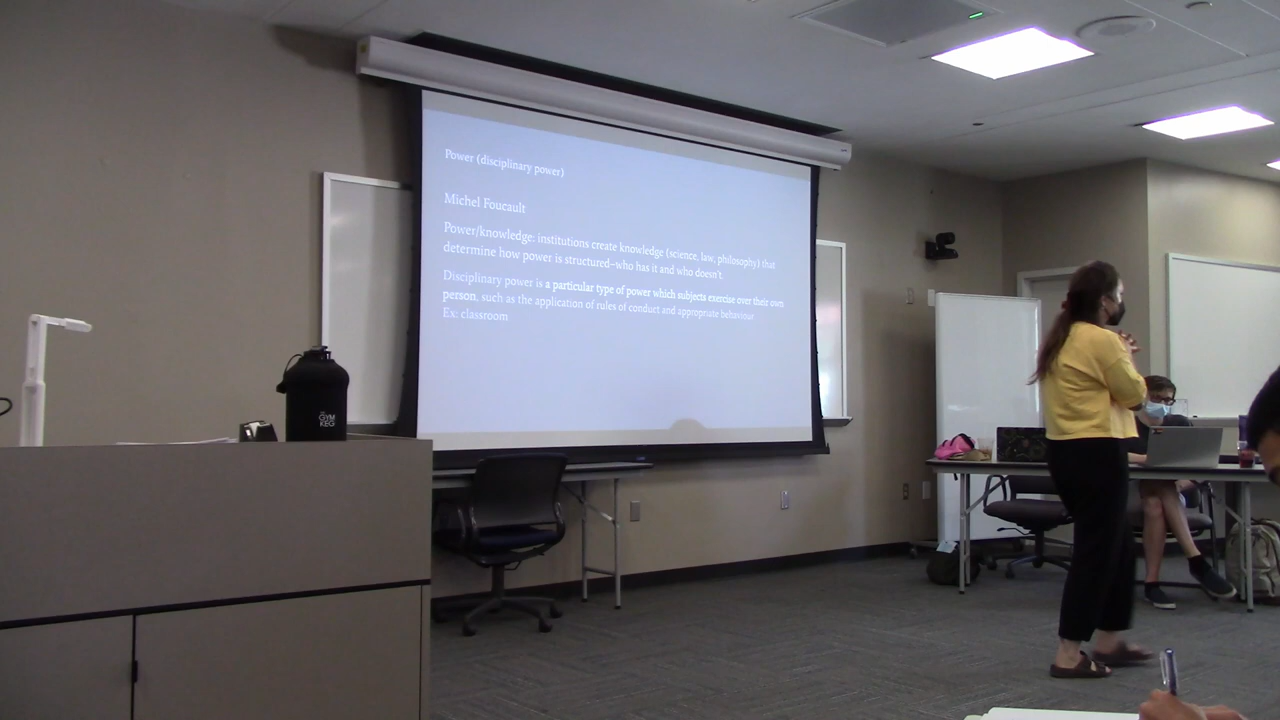 Power (disciplinary power)
Michel Foucault
Power/knowledge: institutions create knowledge (science, law, philosophy) that
determine how power is structured–who has it and who doesn't.
Disciplinary power is a particular type of power which subjects exercise over their own
person, such as the application of rules of conduct and appropriate behaviour
Ex: classroom
THE
GYM
KEG